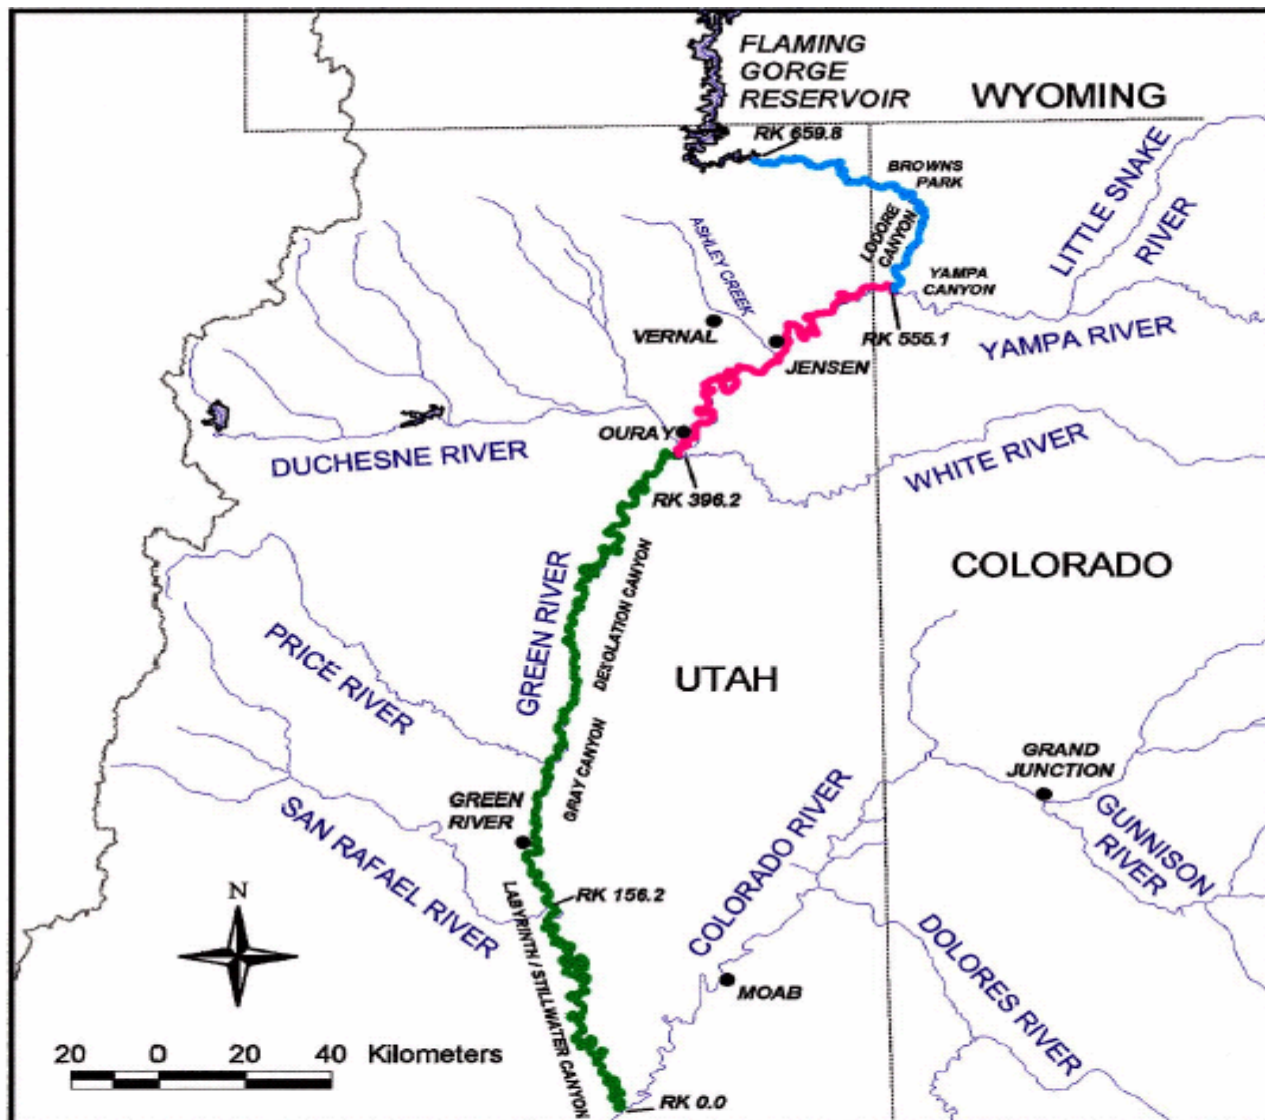 FLAMING
GORGE
RESERVOIR
WYOMING
RK 659.8
BROWNS
PARK
LITTLE SNAKE
RIVER
LODORE
CANYON
ASHLEY CREEK
YAMPA
CANYON
VERNAL
RK 555.1
YAMPA RIVER
JENSEN
OURAY
DUCHESNE RIVER
WHITE RIVER
RK 396.2
GREEN RIVER
DESOLATION CANYON
COLORADO
PRICE RIVER
UTAH
GRAY CANYON
GRAND
JUNCTION
GREEN
RIVER
COLORADO RIVER
GUNNISON
RIVER
SAN RAFAEL RIVER
RK 156.2
LABYRINTH / STILLWATER CANYON
N
DOLORES RIVER
MOAB
20 0 20 40 Kilometers
RK 0.0